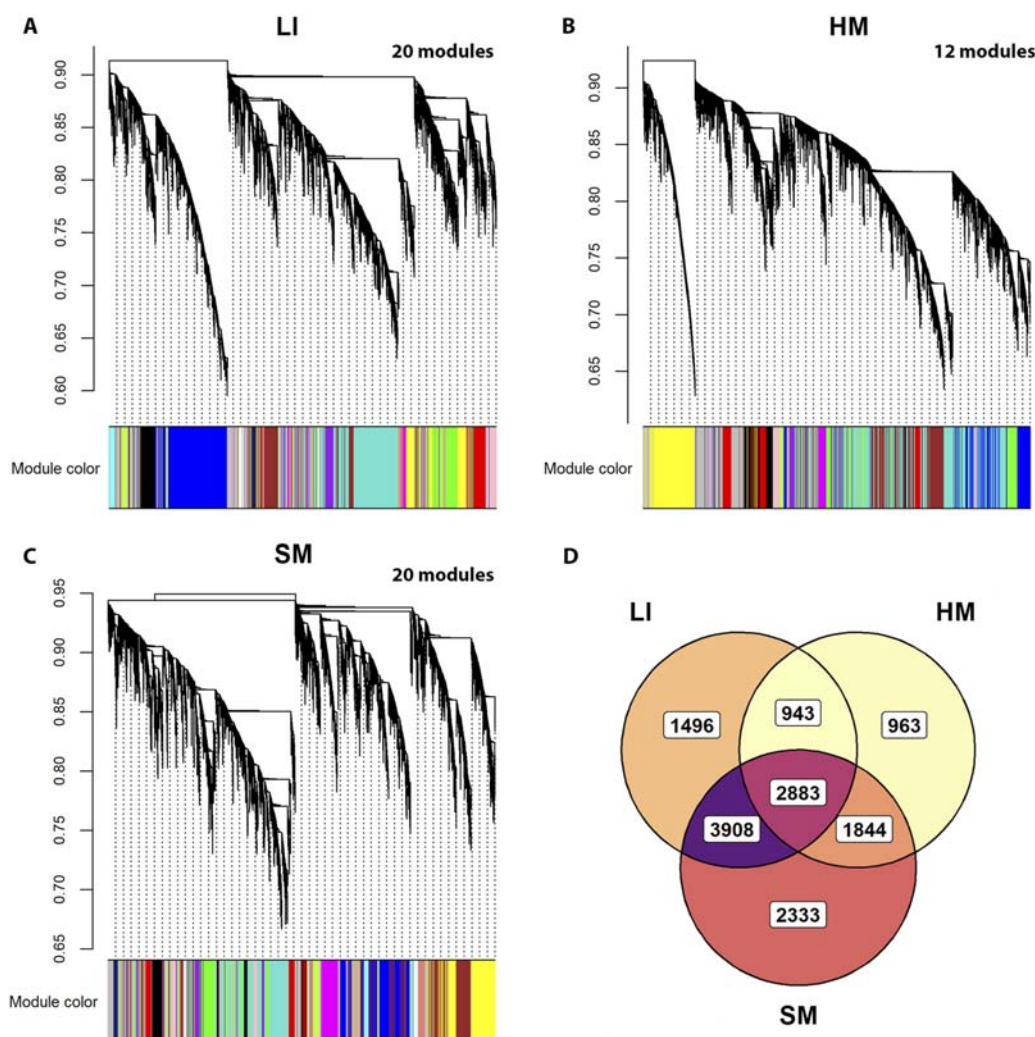 A
LI
20 modules
0.90
0.85
0.80
0.75
0.70
0.65
0.60
Module color
B
HM
12 modules
0.90
0.85
0.80
0.75
0.70
0.65
Module color
C
SM
20 modules
0.95
0.90
0.85
0.80
0.75
0.70
0.65
Module color
D
LI
HM
1496
943
963
2883
3908
1844
2333
SM